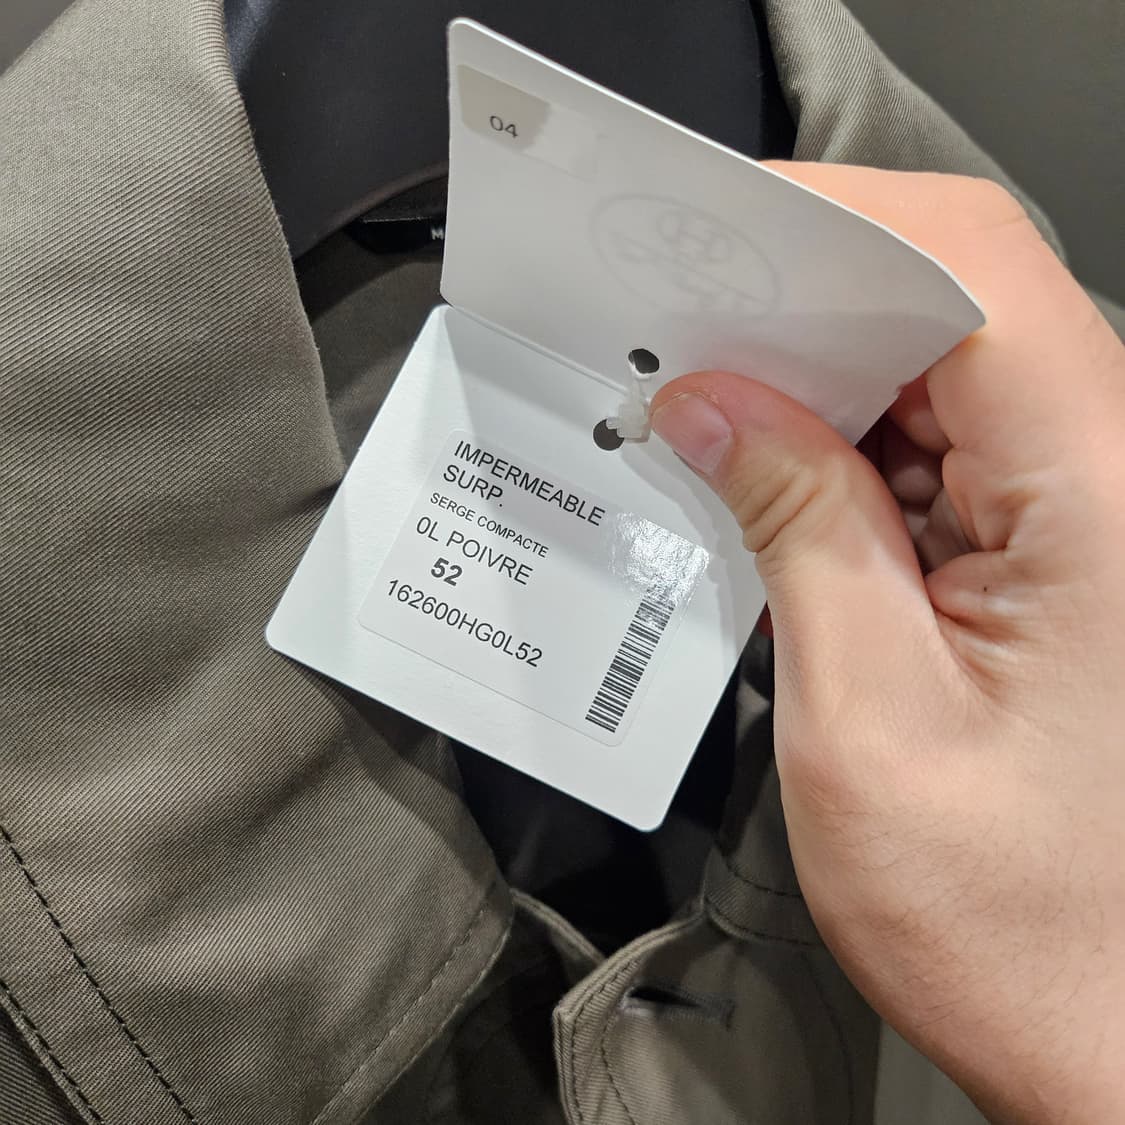 04
IMPERMEABLE
SURP.
SERGE COMPACTE
0L POIVRE
52
162600HG0L52